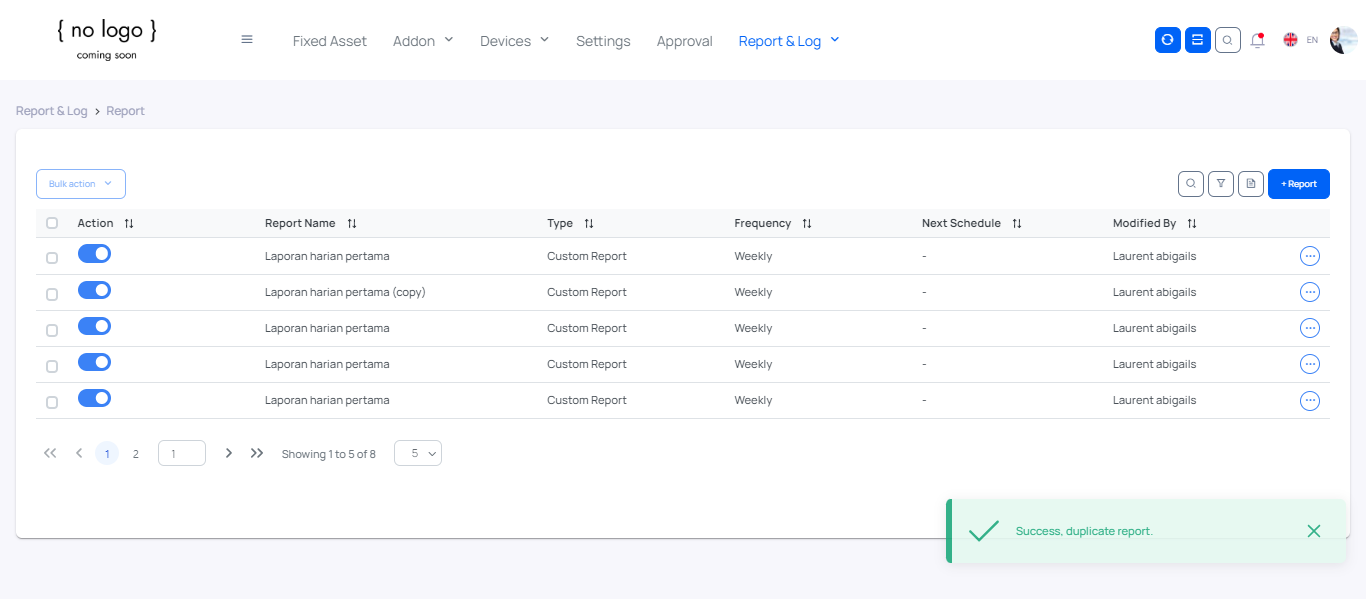 { no logo }
coming soon
Fixed Asset Addon Devices Settings Approval Report & Log EN
Report & Log > Report
Bulk action + Report
Action Report Name Type Frequency Next Schedule Modified By
Laporan harian pertama Custom Report Weekly - Laurent abigails
Laporan harian pertama (copy) Custom Report Weekly - Laurent abigails
Laporan harian pertama Custom Report Weekly - Laurent abigails
Laporan harian pertama Custom Report Weekly - Laurent abigails
Laporan harian pertama Custom Report Weekly - Laurent abigails
1 2 1 Showing 1 to 5 of 8 5
Success, duplicate report.